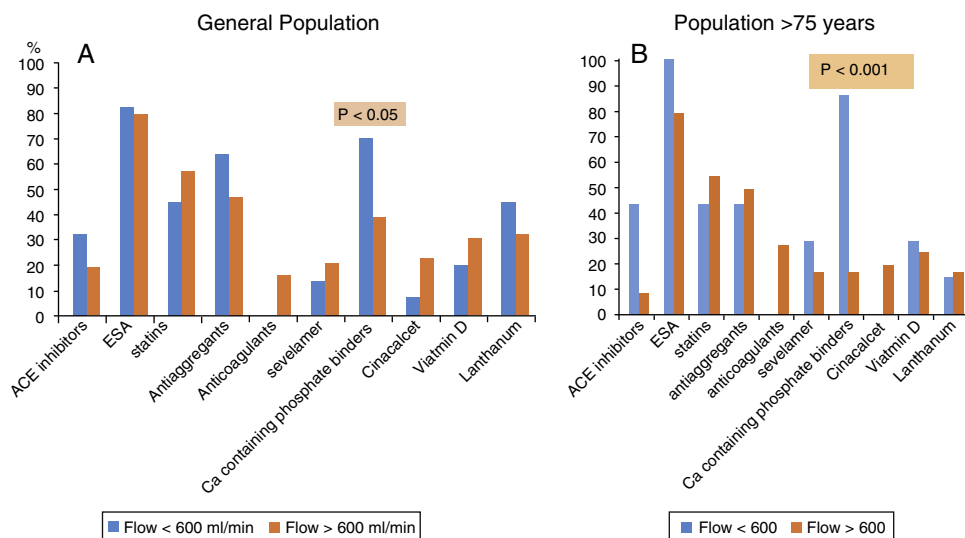 General Population
Population >75 years
%
A
B
P < 0.05
P < 0.001
100
90
80
70
60
50
40
30
20
10
0
ACE inhibitors
ESA
statins
Antiaggregants
Anticoagulants
sevelamer
Ca containing phosphate binders
Cinacalcet
Viatmin D
Lanthanum
Flow < 600 ml/min
Flow > 600 ml/min
100
90
80
70
60
50
40
30
20
10
0
ACE inhibitors
ESA
statins
antiaggregants
anticoagulants
sevelamer
Ca containing phosphate binders
Cinacalcet
Viatmin D
Lanthanum
Flow < 600
Flow > 600